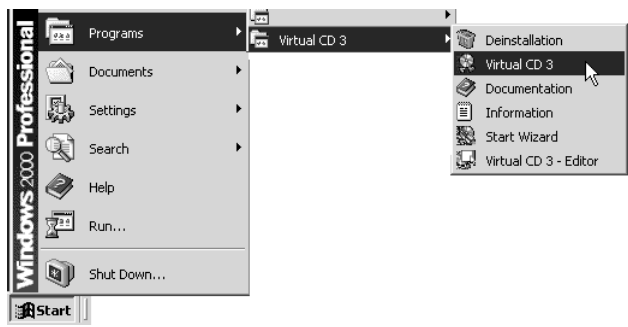 Windows 2000 Professional
Programs
Documents
Settings
Search
Help
Run...
Shut Down...
Start
Virtual CD 3
Deinstallation
Virtual CD 3
Documentation
Information
Start Wizard
Virtual CD 3 - Editor